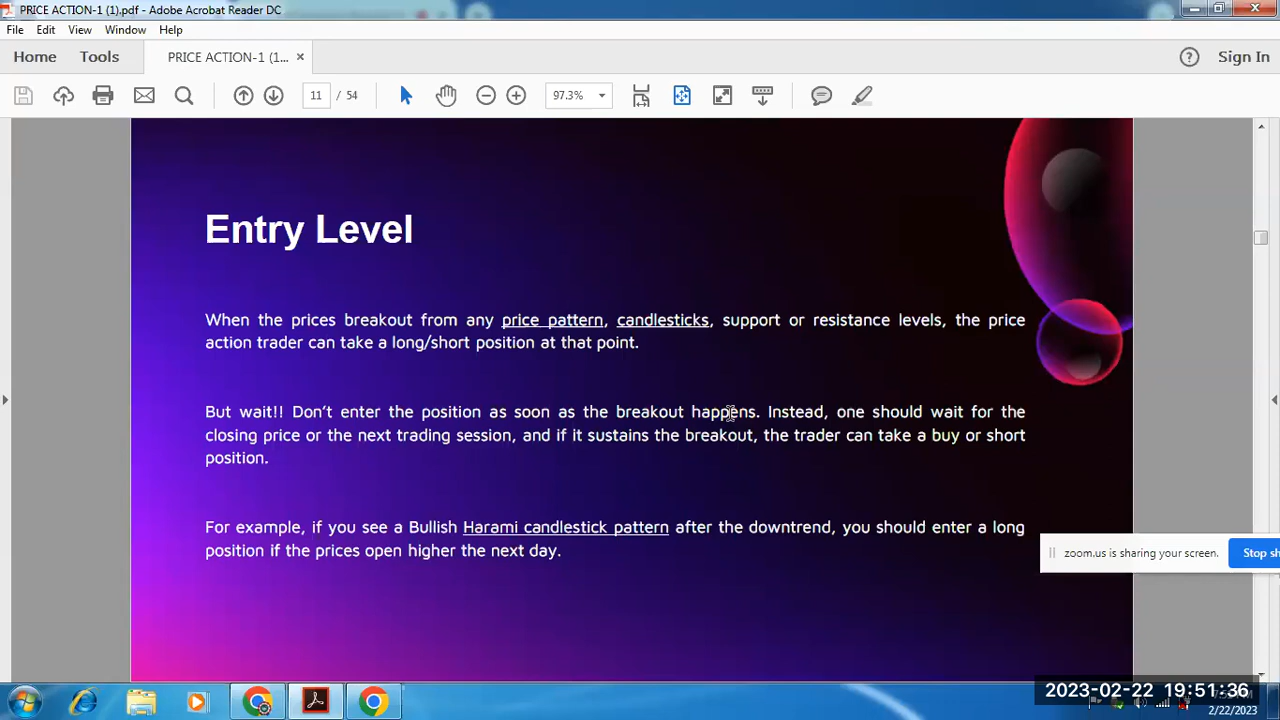 PRICE ACTION-1 (1).pdf - Adobe Acrobat Reader DC
File Edit View Window Help
Home Tools PRICE ACTION-1 (1... × Sign In
11 / 54 97.3%
Entry Level
When the prices breakout from any price pattern, candlesticks, support or resistance levels, the price
action trader can take a long/short position at that point.
But wait!! Don't enter the position as soon as the breakout happens. Instead, one should wait for the
closing price or the next trading session, and if it sustains the breakout, the trader can take a buy or short
position.
For example, if you see a Bullish Harami candlestick pattern after the downtrend, you should enter a long
position if the prices open higher the next day.
zoom.us is sharing your screen. Stop sh
2023-02-22 19:51:36
2/22/2023